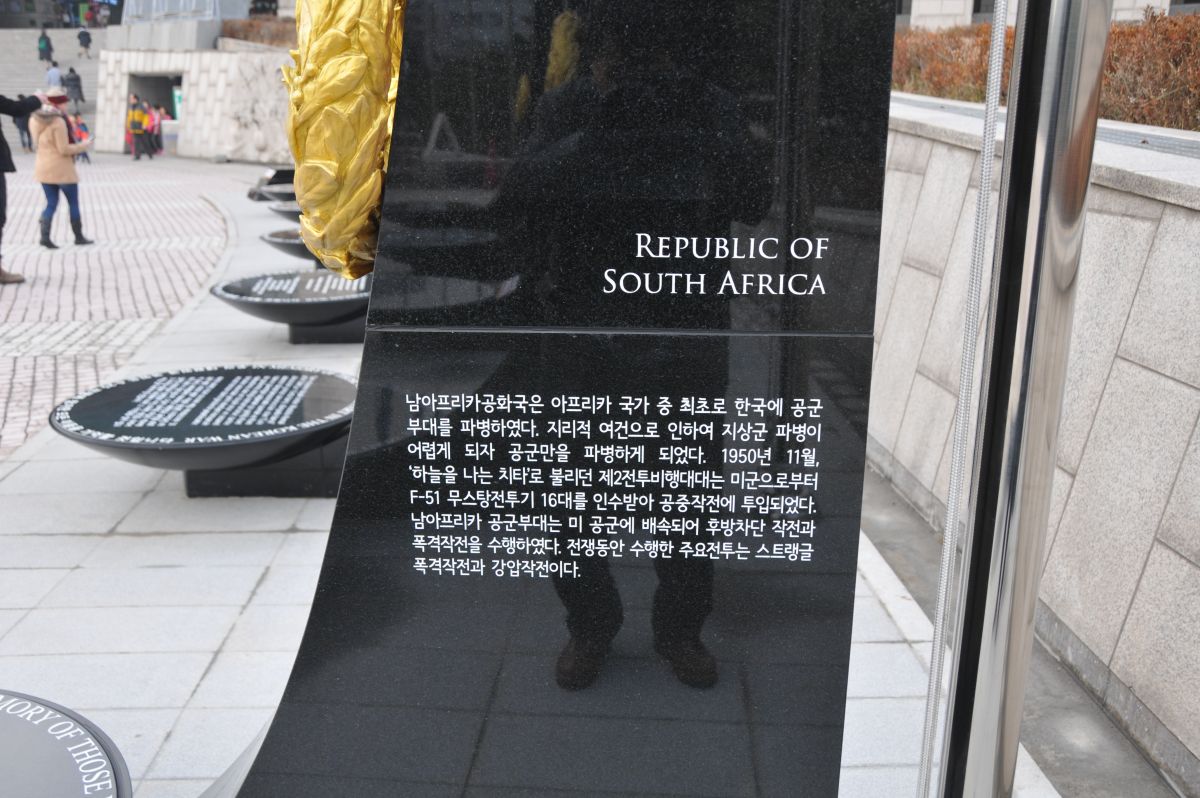 REPUBLIC OF
SOUTH AFRICA
남아프리카공화국은 아프리카 국가 중 최초로 한국에 공군
부대를 파병하였다. 지리적 여건으로 인하여 지상군 파병이
어렵게 되자 공군만을 파병하게 되었다. 1950년 11월,
‘하늘을 나는 치타’로 불리던 제2전투비행대대는 미군으로부터
F-51 무스탕전투기 16대를 인수받아 공중작전에 투입되었다.
남아프리카 공군부대는 미 공군에 배속되어 후방차단 작전과
폭격작전을 수행하였다. 전쟁동안 수행한 주요전투는 스트랭글
폭격작전과 강압작전이다.
THE KOREAN WAR
MORY OF THOSE